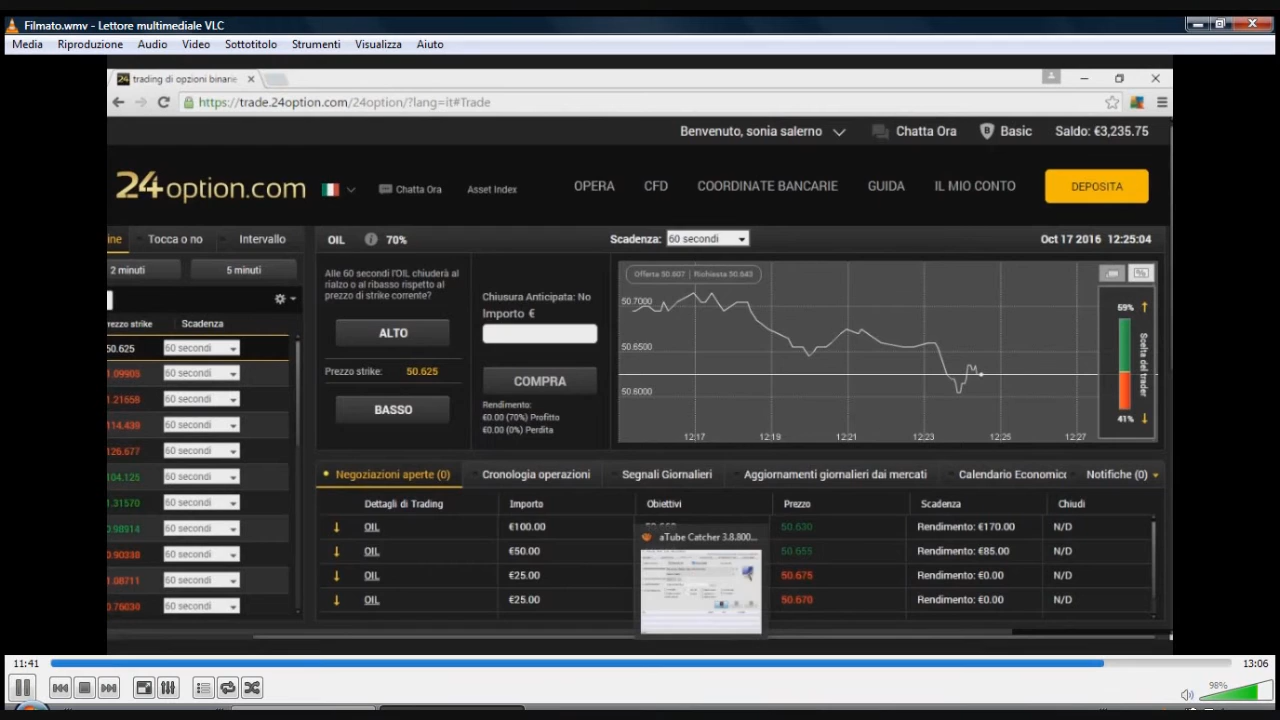 Filmato.wmv - Lettore multimediale VLC
Media Riproduzione Audio Video Sottotitolo Strumenti Visualizza Aiuto
24 trading di opzioni binarie
https://trade.24option.com/24option/?lang=it#Trade
Benvenuto, sonia salerno Chatta Ora Basic Saldo: €3,235.75
24option.com Chatta Ora Asset Index OPERA CFD COORDINATE BANCARIE GUIDA IL MIO CONTO DEPOSITA
ine Tocca o no Intervallo
2 minuti 5 minuti
Prezzo strike Scadenza
50.625 60 secondi
1.09905 60 secondi
1.21658 60 secondi
114.439 60 secondi
126.677 60 secondi
104.125 60 secondi
1.31570 60 secondi
0.98914 60 secondi
0.90338 60 secondi
1.08711 60 secondi
0.76030 60 secondi
OIL 70% Scadenza: 60 secondi Oct 17 2016 12:25:04
Alle 60 secondi l'OIL chiuderà al
rialzo o al ribasso rispetto al
prezzo di strike corrente?
ALTO
Prezzo strike: 50.625
BASSO
Chiusura Anticipata: No
Importo €
COMPRA
Rendimento:
€0.00 (70%) Profitto
€0.00 (0%) Perdita
Offerta 50.607 | Richiesta 50.643
50.7000
50.6500
50.6000
12:17 12:19 12:21 12:23 12:25 12:27
59%
Scelta del trader
41%
Negoziazioni aperte (0) Cronologia operazioni Segnali Giornalieri Aggiornamenti giornalieri dai mercati Calendario Economico Notifiche (0)
Dettagli di Trading Importo Obiettivi Prezzo Scadenza Chiudi
OIL €100.00 50.630 Rendimento: €170.00 N/D
OIL €50.00 50.655 Rendimento: €85.00 N/D
OIL €25.00 50.675 Rendimento: €0.00 N/D
OIL €25.00 50.670 Rendimento: €0.00 N/D
aTube Catcher 3.8.800...
11:41 13:06
98%